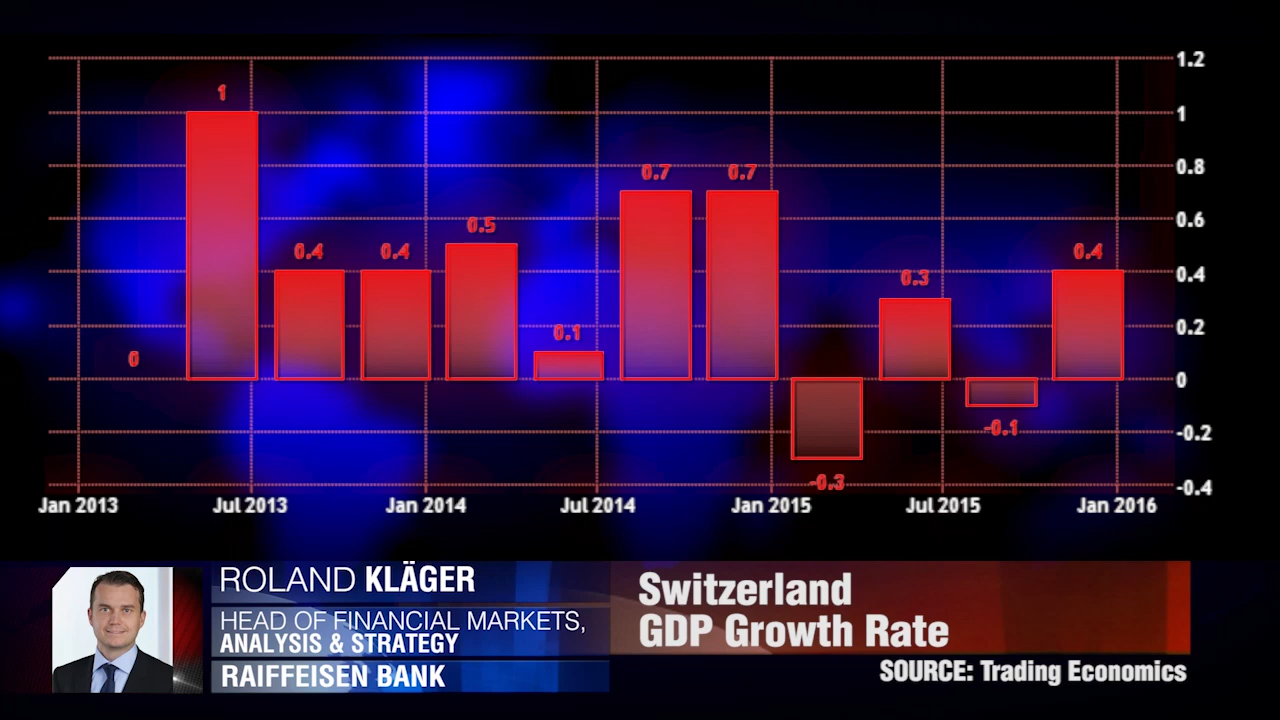 1.2
1
1
0.8
0.7
0.7
0.6
0.5
0.4
0.4
0.4
0.4
0.3
0.2
0.1
0
0
-0.1
-0.2
-0.3
-0.4
Jan 2013
Jul 2013
Jan 2014
Jul 2014
Jan 2015
Jul 2015
Jan 2016
ROLAND KLÄGER
HEAD OF FINANCIAL MARKETS,
ANALYSIS & STRATEGY
RAIFFEISEN BANK
Switzerland
GDP Growth Rate
SOURCE: Trading Economics